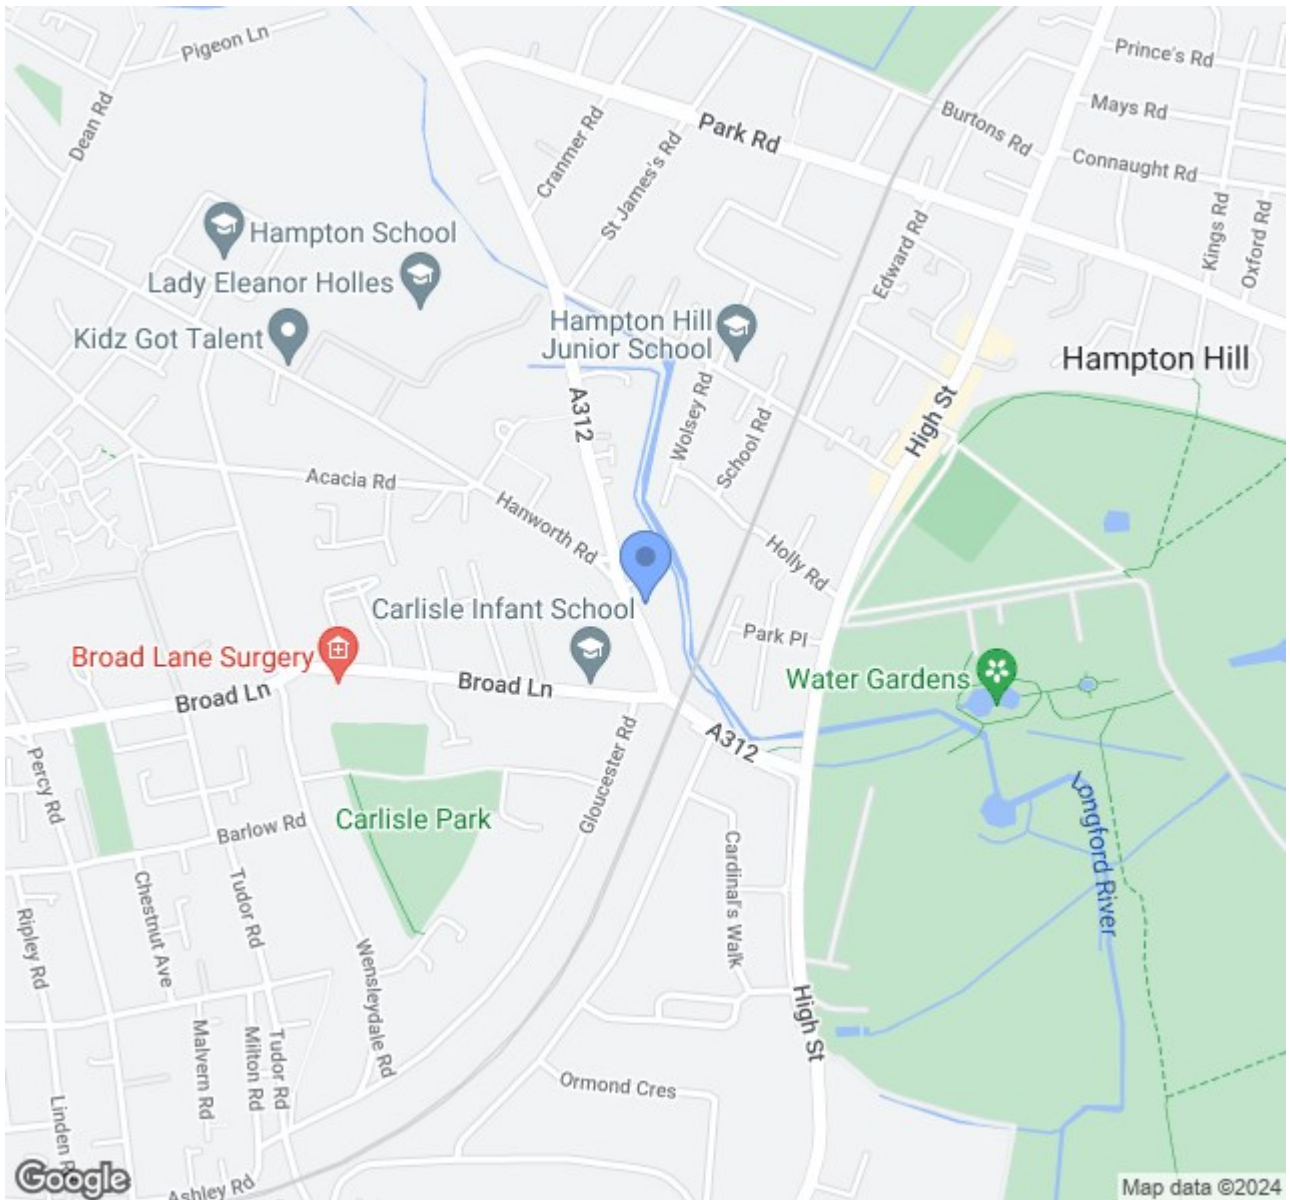 Pigeon Ln
Prince's Rd
Dean Rd
Mays Rd
Cranmer Rd
Park Rd
Burtons Rd
St James's Rd
Connaught Rd
Kings Rd
Oxford Rd
Hampton School
Edward Rd
Lady Eleanor Holles
Kidz Got Talent
Hampton Hill
Junior School
Hampton Hill
A312
Wolsey Rd
School Rd
High St
Acacia Rd
Hanworth Rd
Holly Rd
Carlisle Infant School
Park Pl
Broad Lane Surgery
Water Gardens
Broad Ln
Broad Ln
A312
Gloucester Rd
Percy Rd
Longford River
Carlisle Park
Barlow Rd
Cardinal's Walk
Chestnut Ave
Tudor Rd
Ripley Rd
Wensleydale Rd
High St
Malvern Rd
Milton Rd
Tudor Rd
Ormond Cres
Linden R
Ashley Rd
Google
Map data ©2024